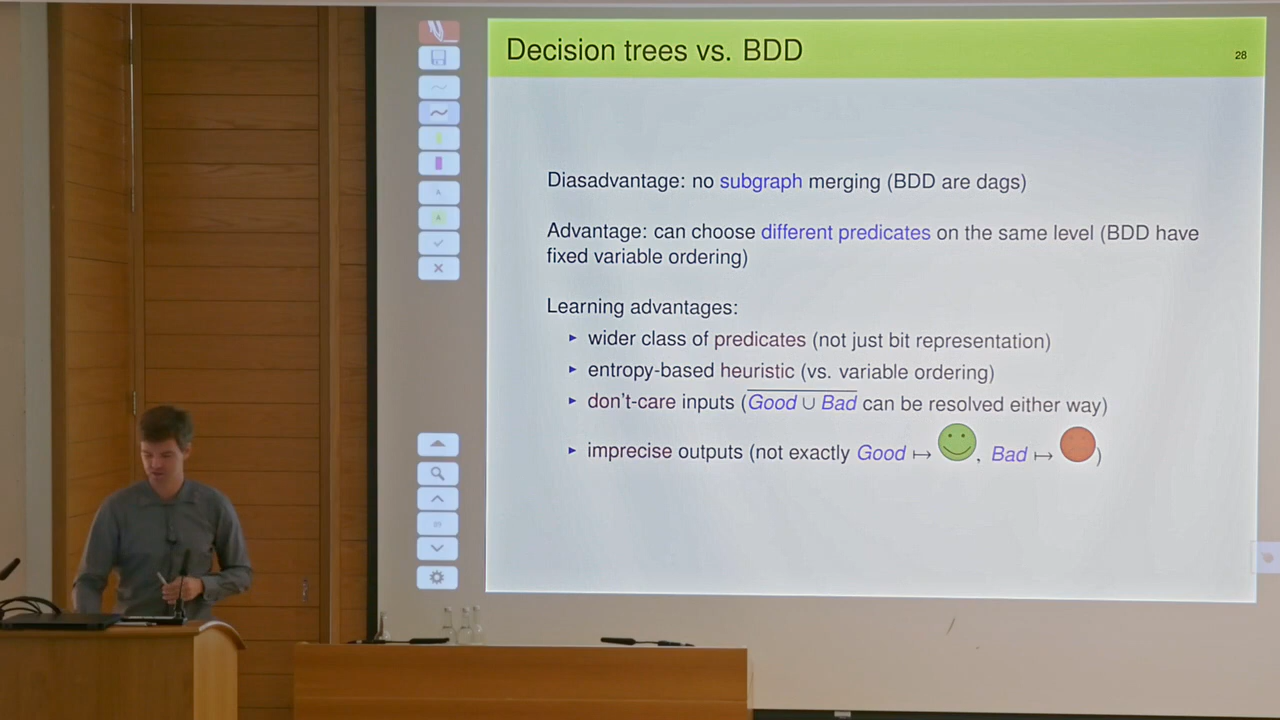 Decision trees vs. BDD
28
Diasadvantage: no subgraph merging (BDD are dags)
Advantage: can choose different predicates on the same level (BDD have
fixed variable ordering)
Learning advantages:
▸ wider class of predicates (not just bit representation)
▸ entropy-based heuristic (vs. variable ordering)
▸ don't-care inputs (Good ∪ Bad can be resolved either way)
▸ imprecise outputs (not exactly Good ↦ , Bad ↦ )